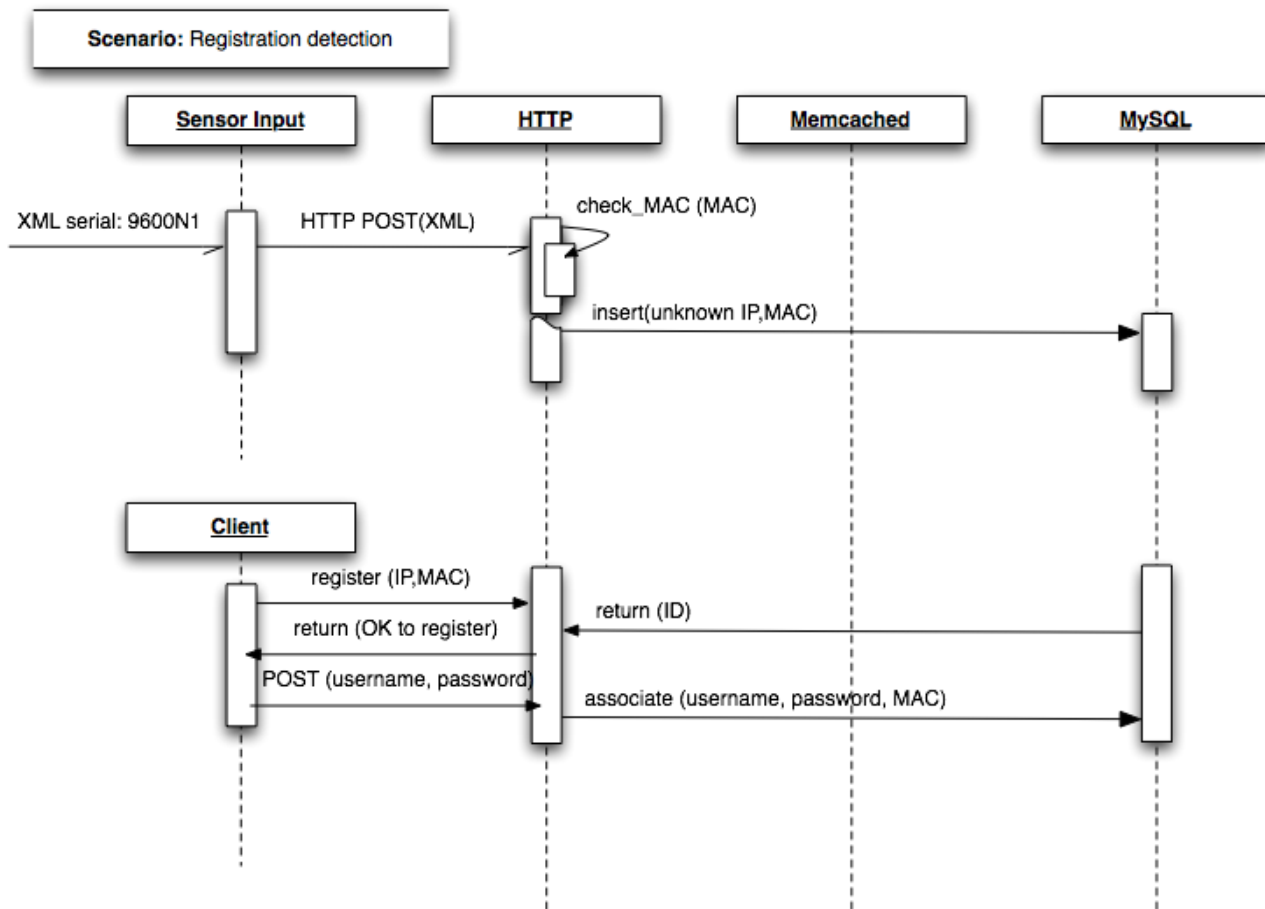 Scenario: Registration detection
Sensor Input
HTTP
Memcached
MySQL
check_MAC (MAC)
XML serial: 9600N1
HTTP POST(XML)
insert(unknown IP,MAC)
Client
register (IP,MAC)
return (ID)
return (OK to register)
POST (username, password)
associate (username, password, MAC)